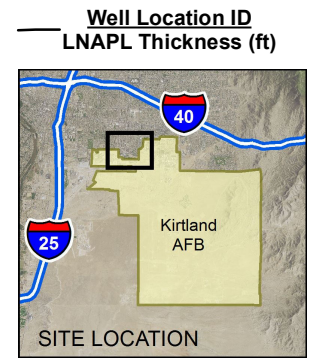 Well Location ID
LNAPL Thickness (ft)
40
Kirtland
AFB
25
SITE LOCATION